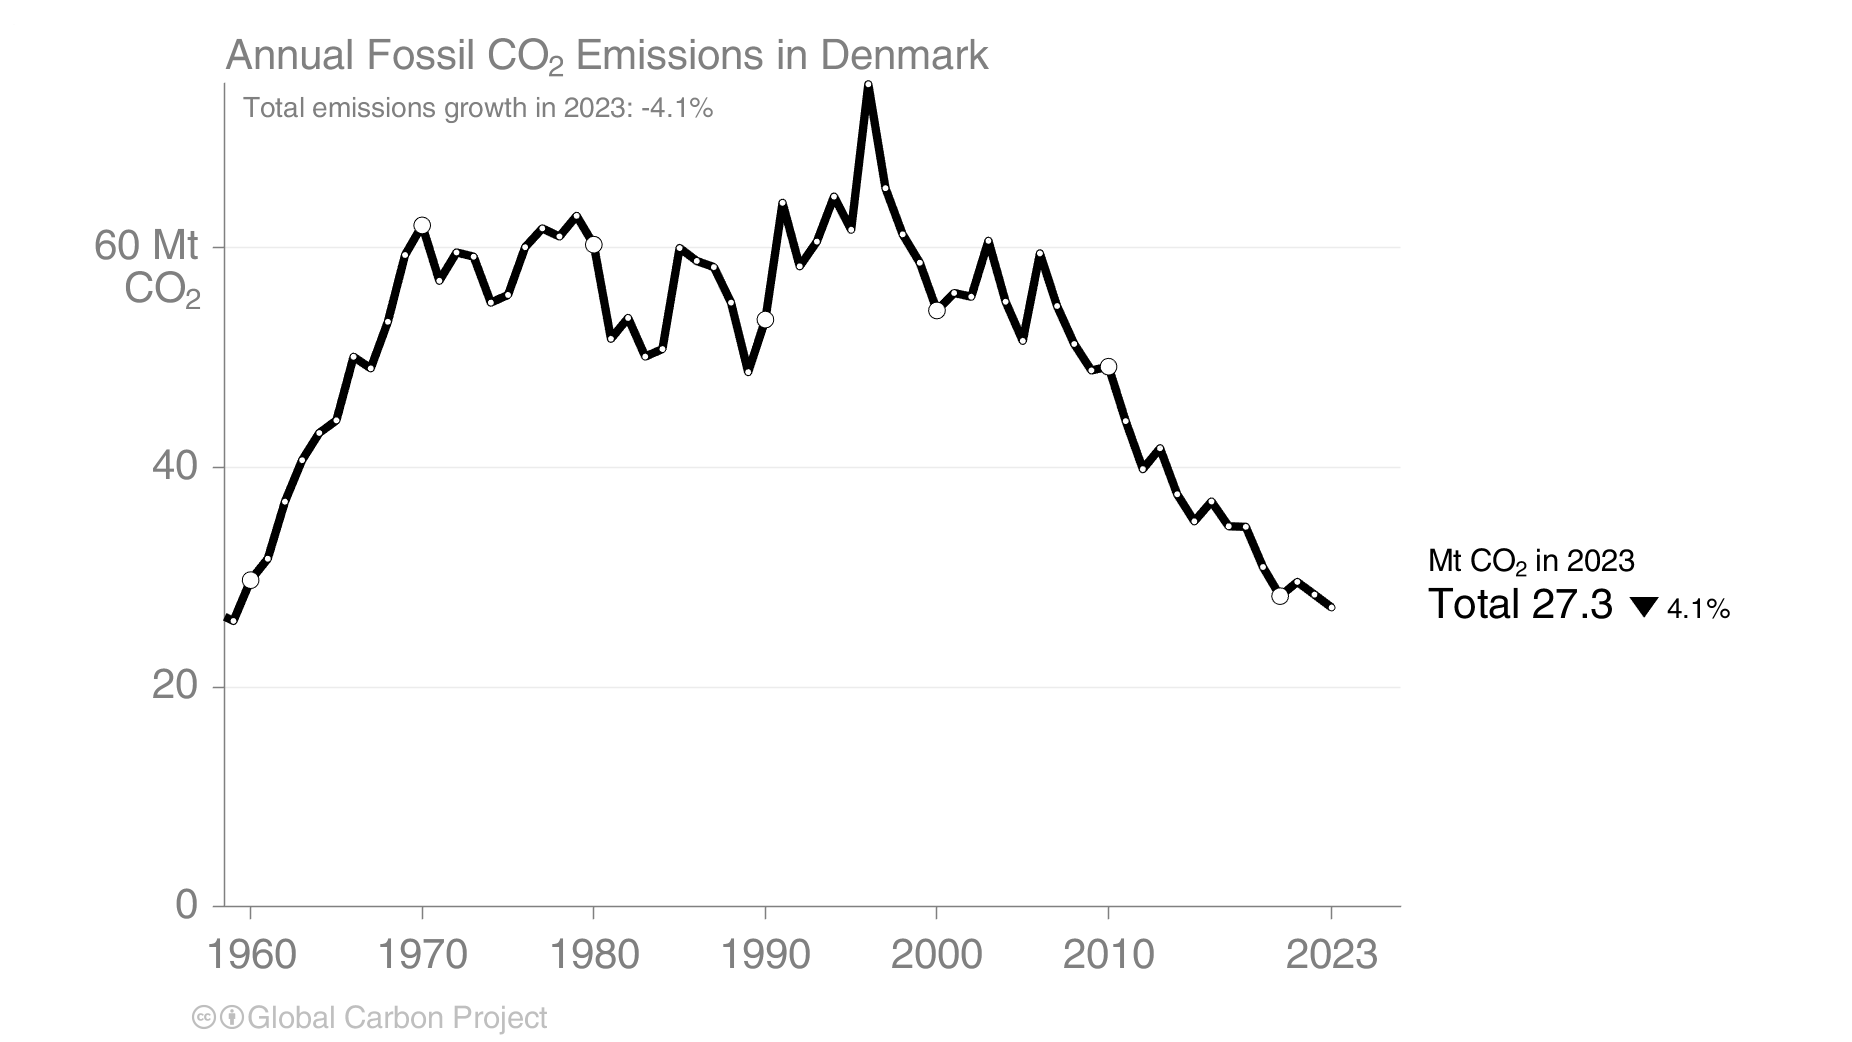 Annual Fossil CO₂ Emissions in Denmark
Total emissions growth in 2023: -4.1%
60 Mt
CO₂
40
20
0
Mt CO₂ in 2023
Total 27.3 ▼ 4.1%
1960 1970 1980 1990 2000 2010 2023
cc Global Carbon Project